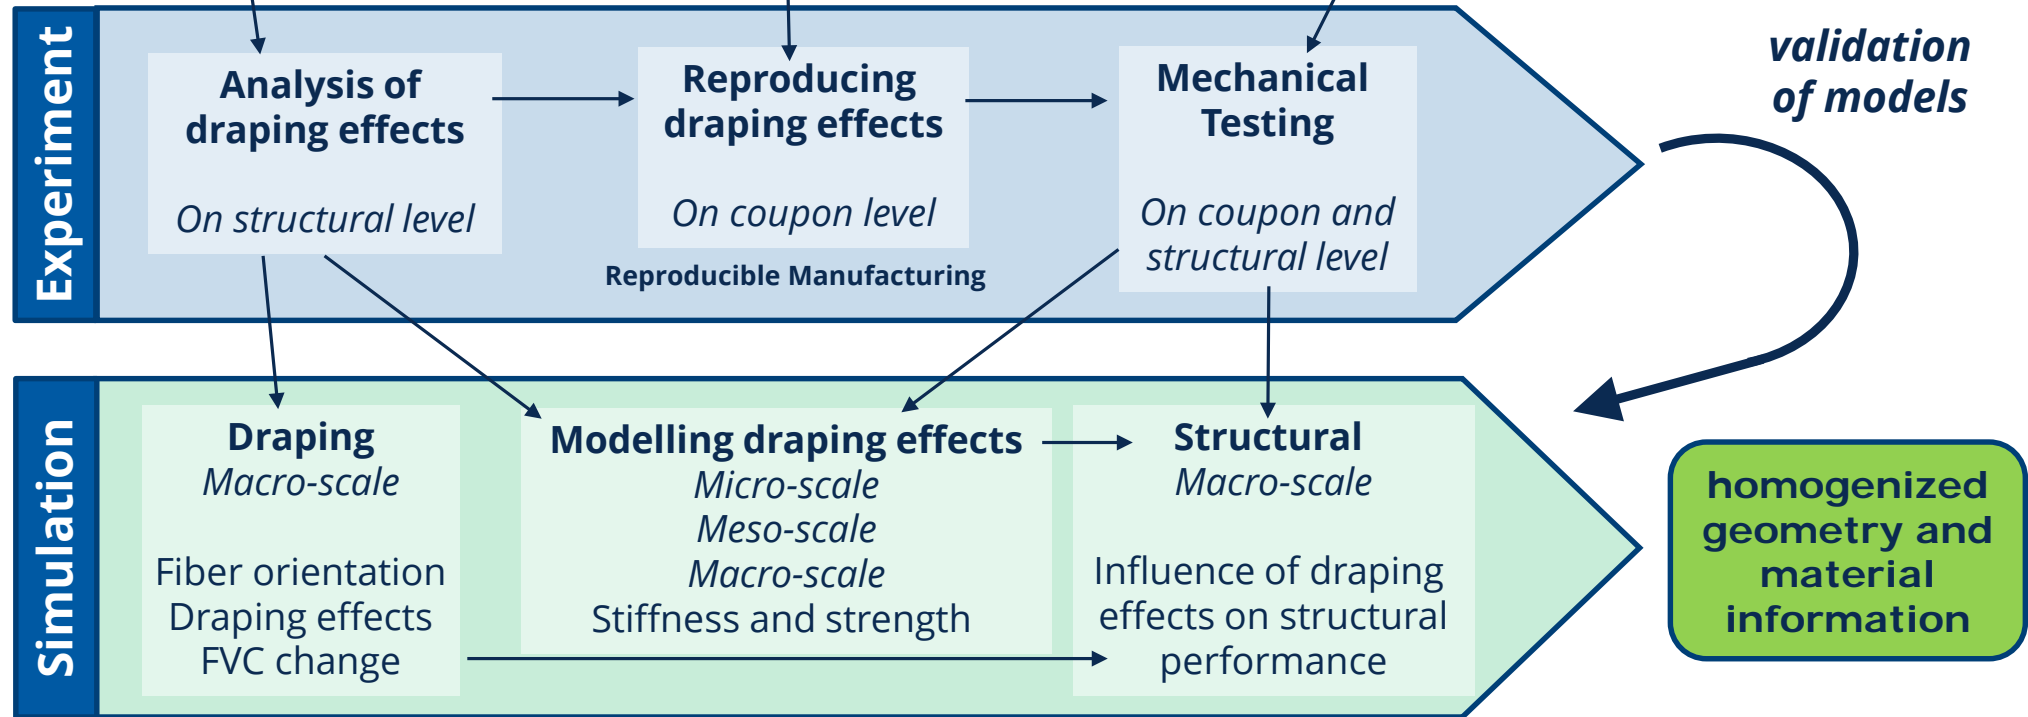 Experiment
Analysis of
draping effects
On structural level
Reproducing
draping effects
On coupon level
Reproducible Manufacturing
Mechanical
Testing
On coupon and
structural level
validation
of models
Simulation
Draping
Macro-scale
Fiber orientation
Draping effects
FVC change
Modelling draping effects
Micro-scale
Meso-scale
Macro-scale
Stiffness and strength
Structural
Macro-scale
Influence of draping
effects on structural
performance
homogenized
geometry and
material
information